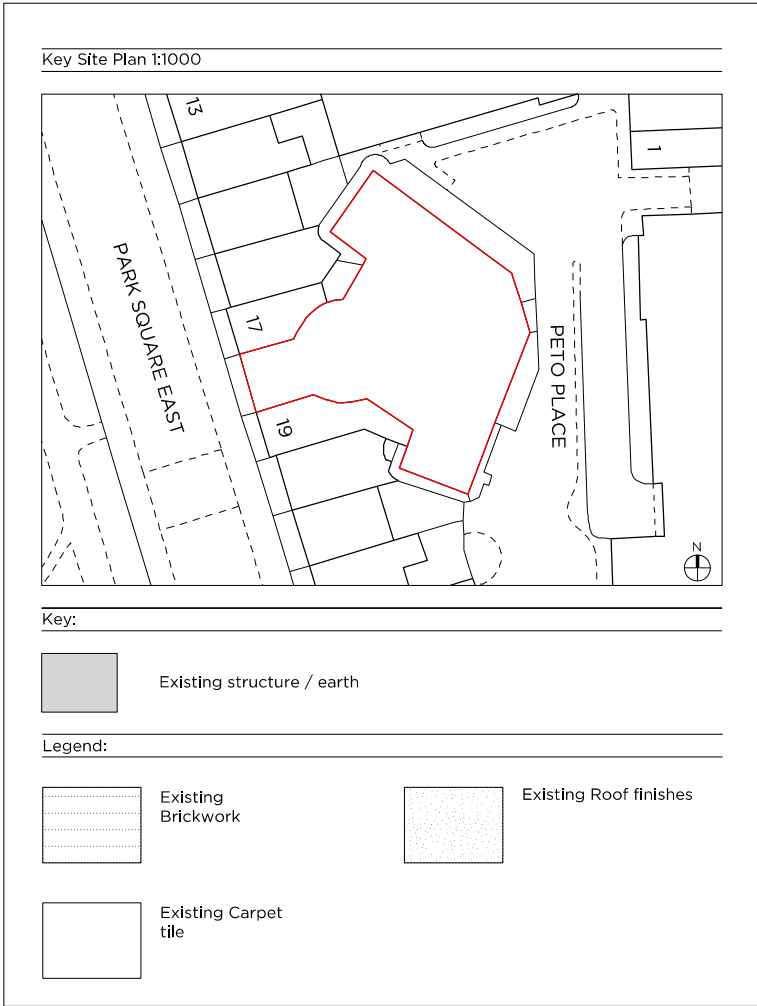 Key Site Plan 1:1000
13
1
PARK SQUARE EAST
17
PETO PLACE
19
N
Key:
Existing structure / earth
Legend:
Existing
Brickwork
Existing Roof finishes
Existing Carpet
tile